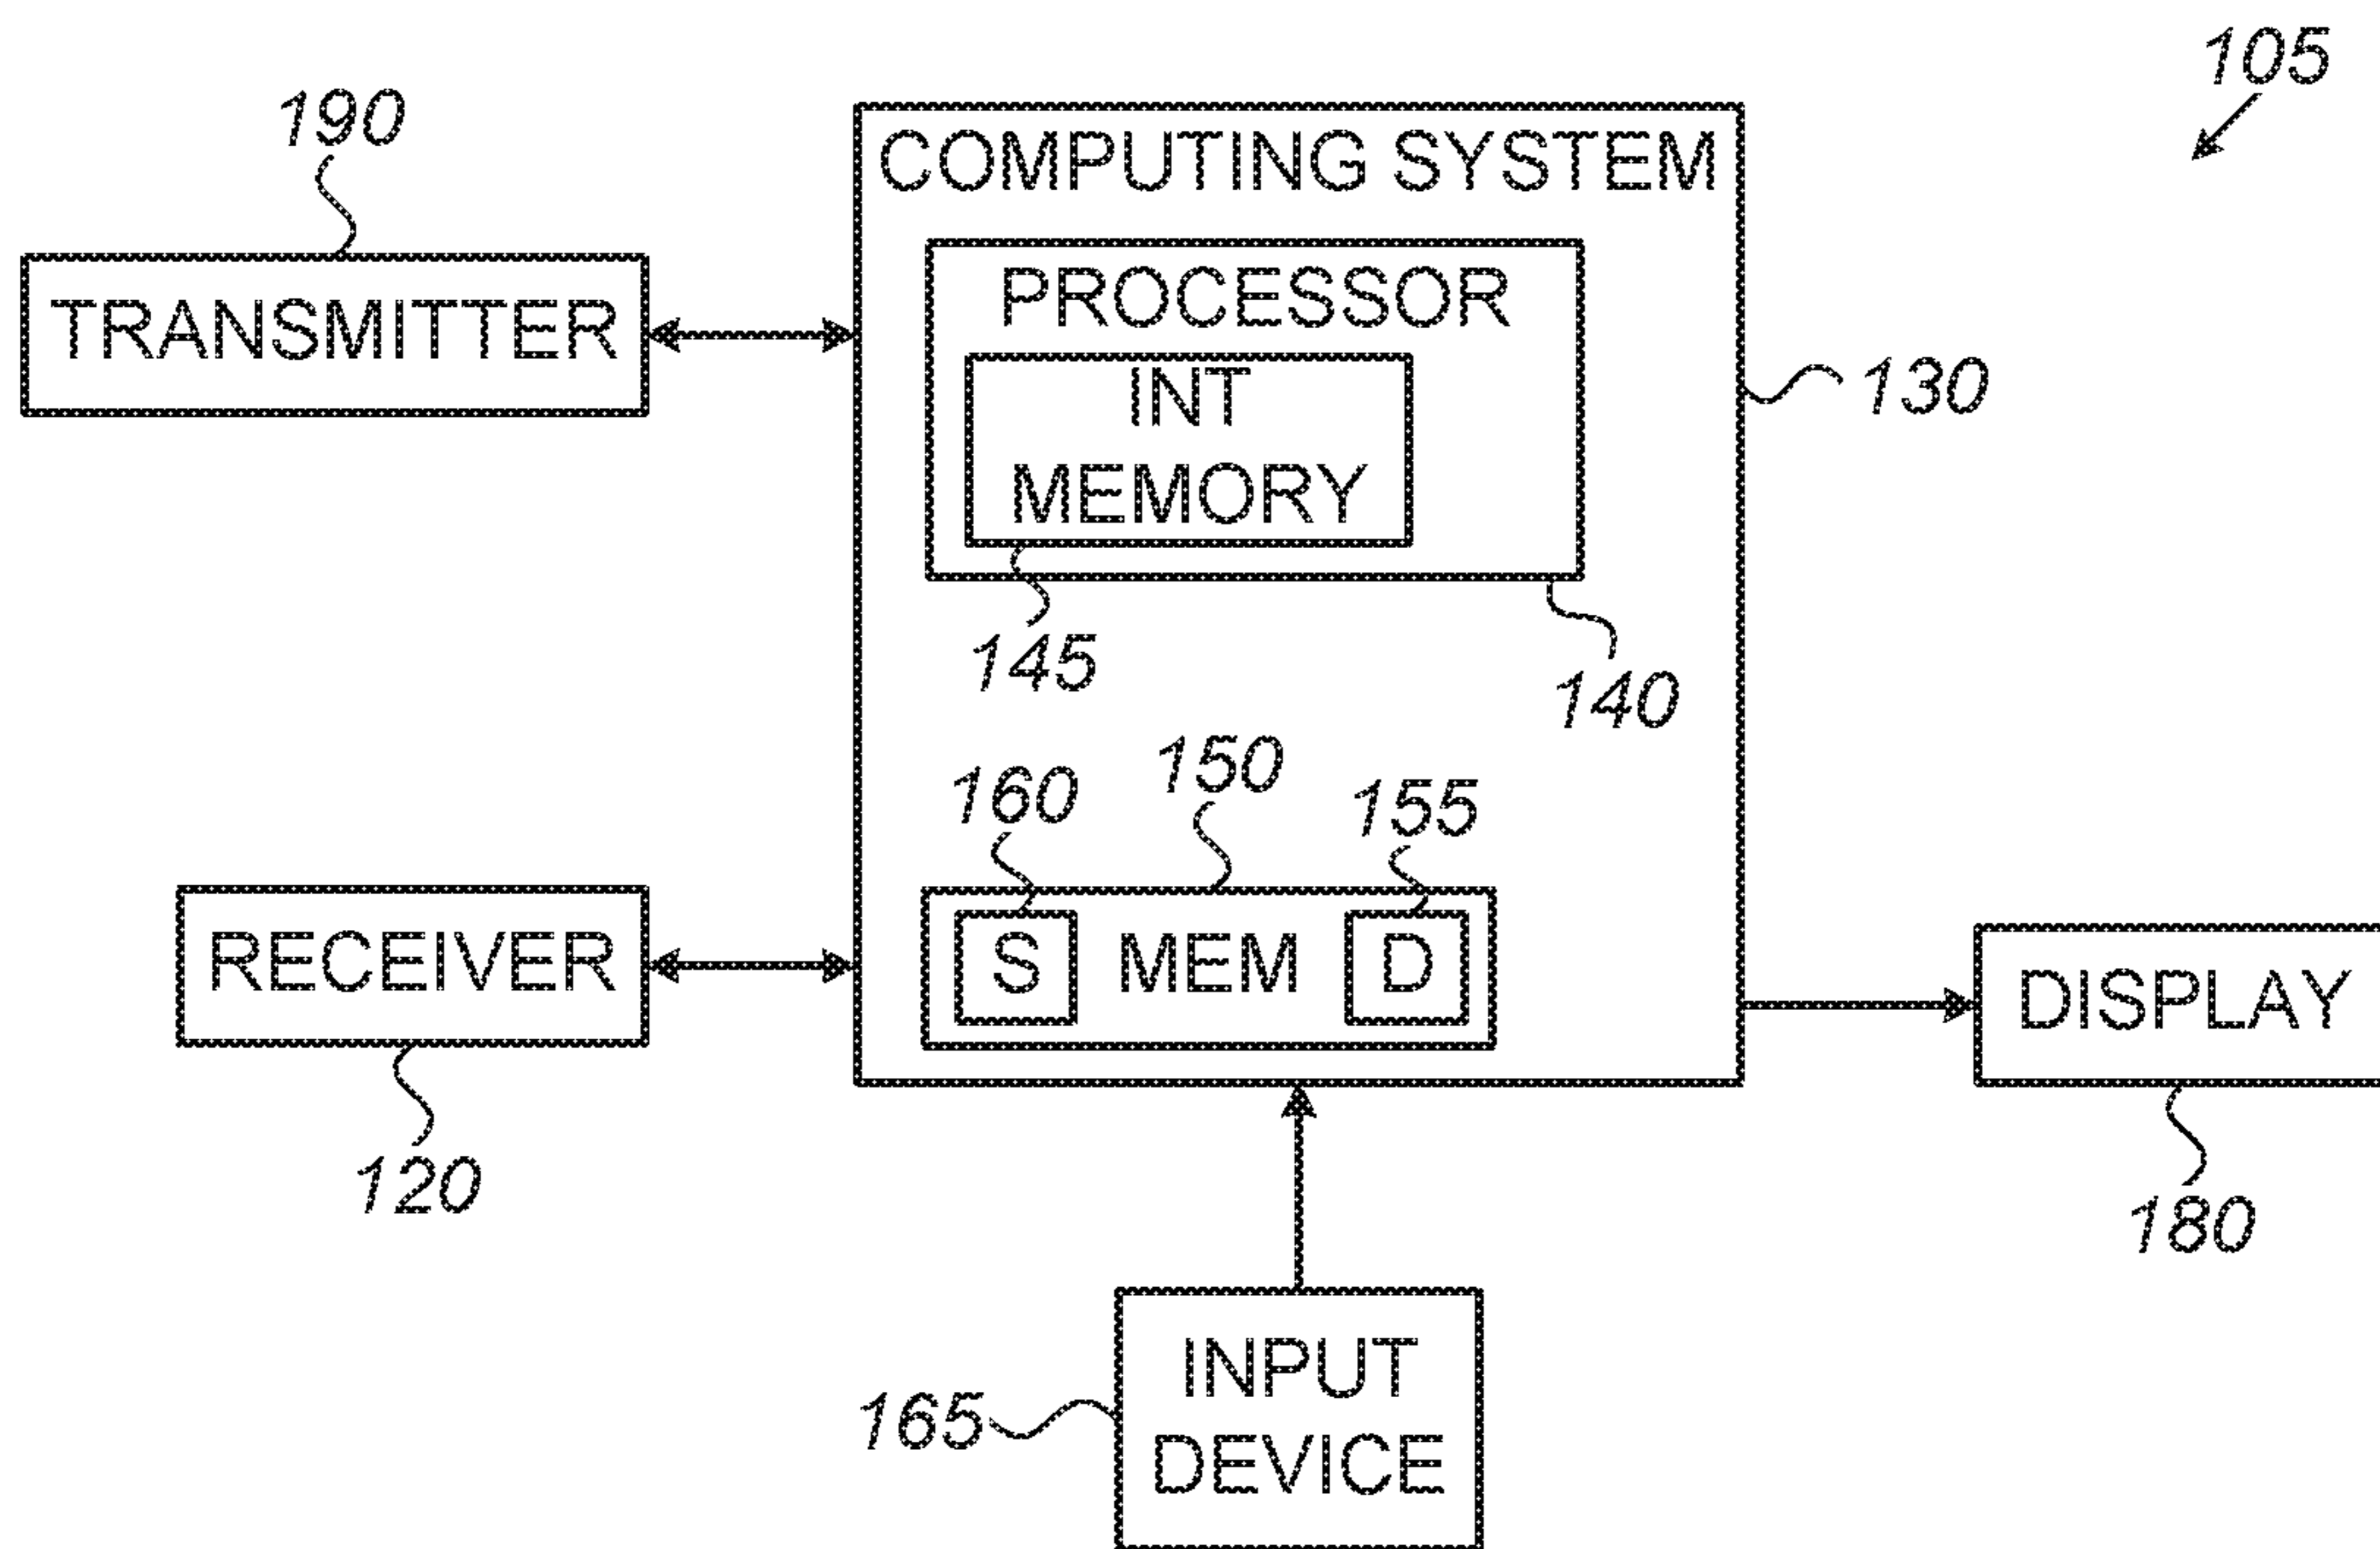 105
190
COMPUTING SYSTEM
PROCESSOR
TRANSMITTER
INT
MEMORY
130
145
140
160
150
155
RECEIVER
S MEM D
DISPLAY
120
180
INPUT
DEVICE
165